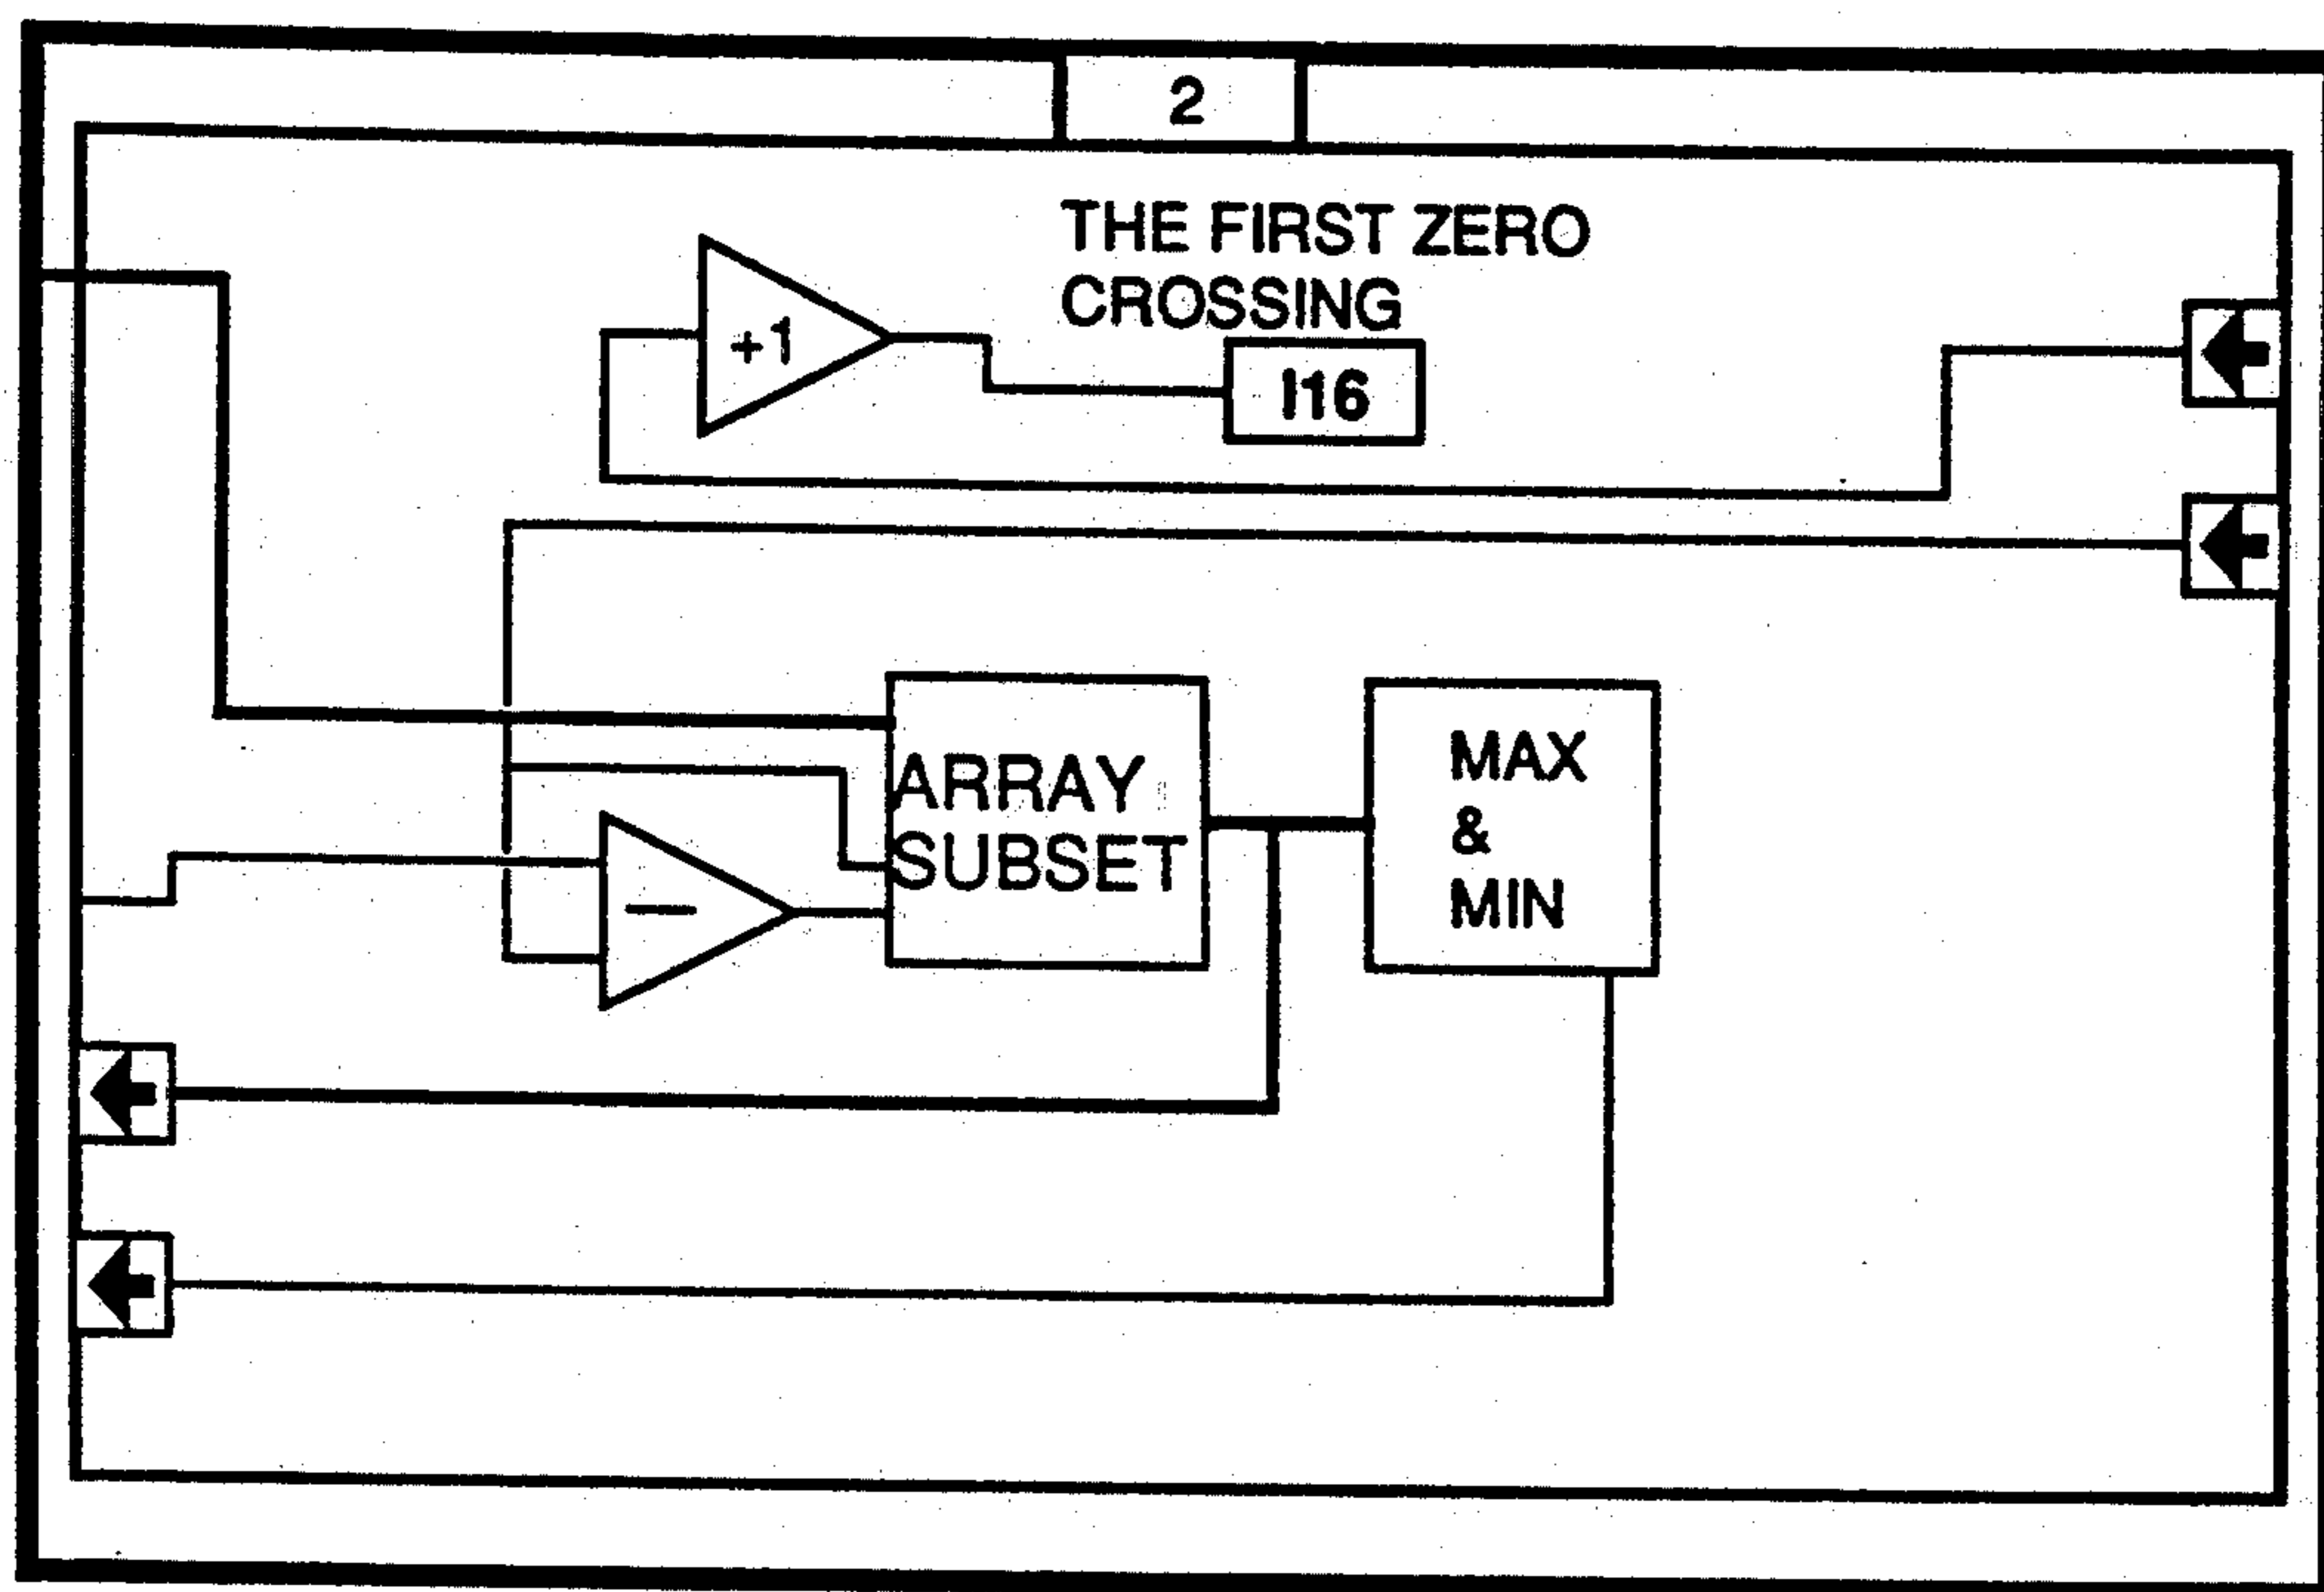 2
THE FIRST ZERO
CROSSING
+1
I16
ARRAY
SUBSET
MAX
&
MIN
—